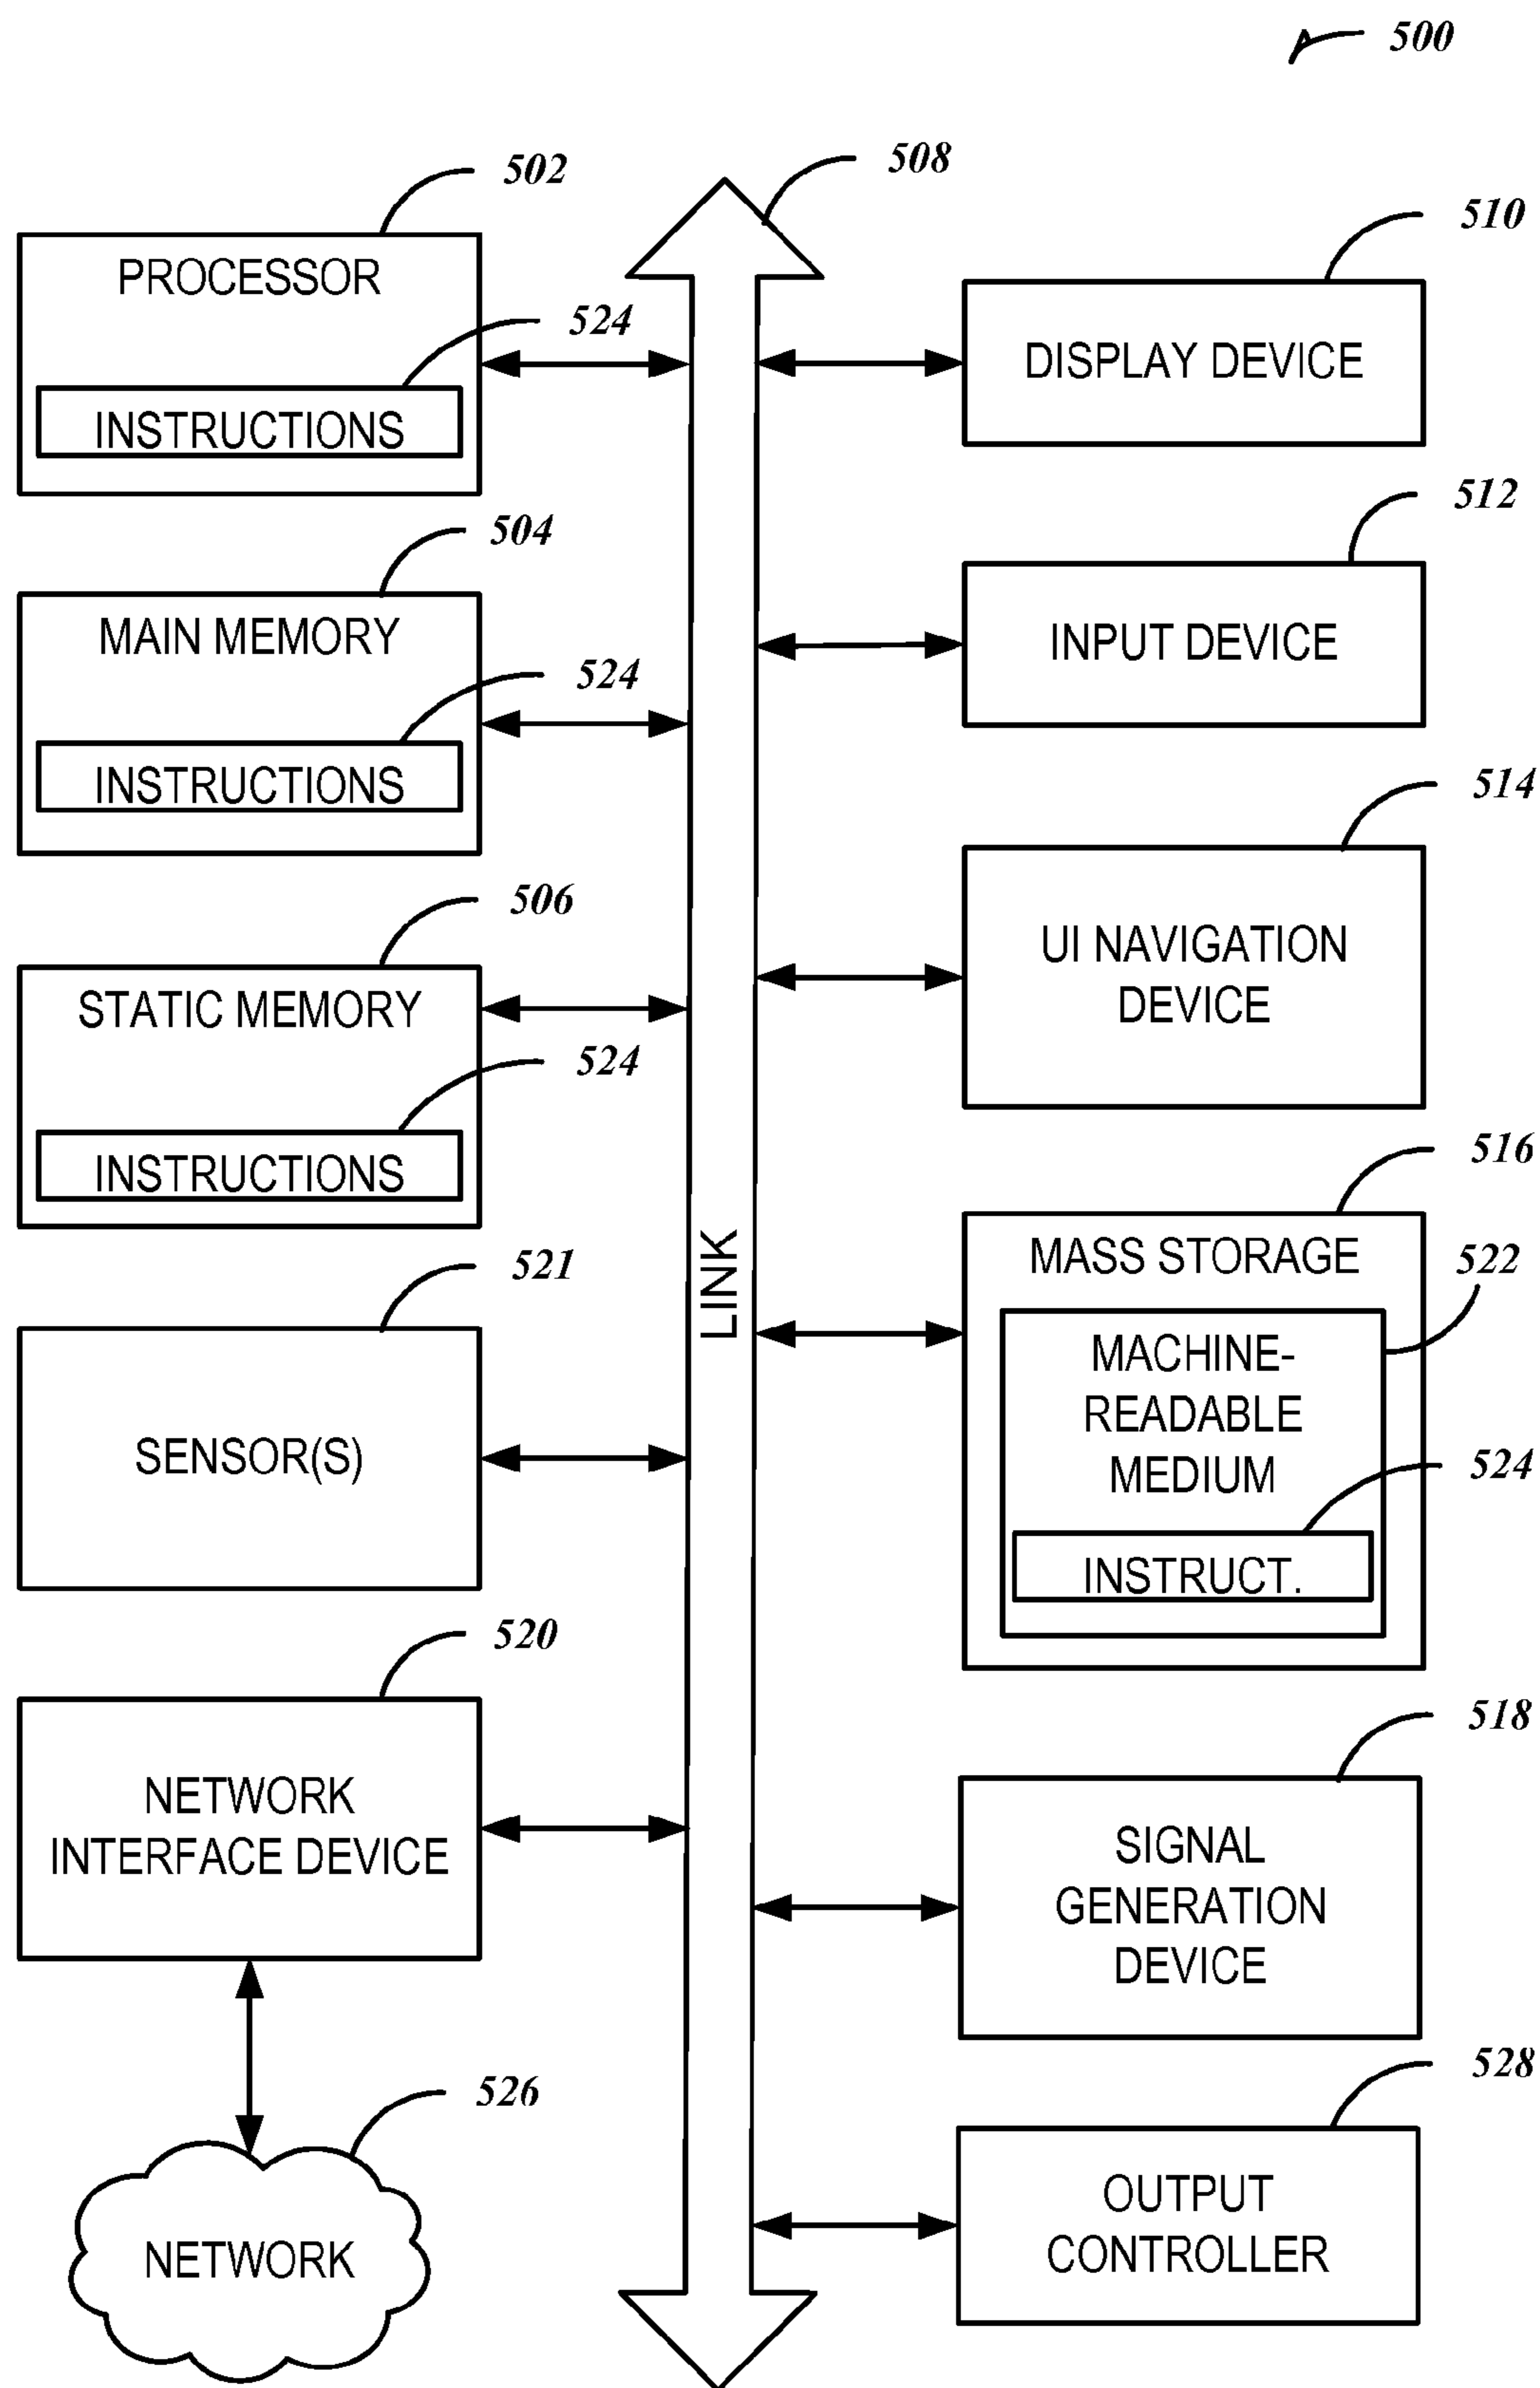 500
508
502
PROCESSOR
524
INSTRUCTIONS
504
MAIN MEMORY
524
INSTRUCTIONS
506
STATIC MEMORY
524
INSTRUCTIONS
521
SENSOR(S)
520
NETWORK
INTERFACE DEVICE
526
NETWORK
LINK
510
DISPLAY DEVICE
512
INPUT DEVICE
514
UI NAVIGATION
DEVICE
516
MASS STORAGE
522
MACHINE-
READABLE
MEDIUM
524
INSTRUCT.
518
SIGNAL
GENERATION
DEVICE
528
OUTPUT
CONTROLLER